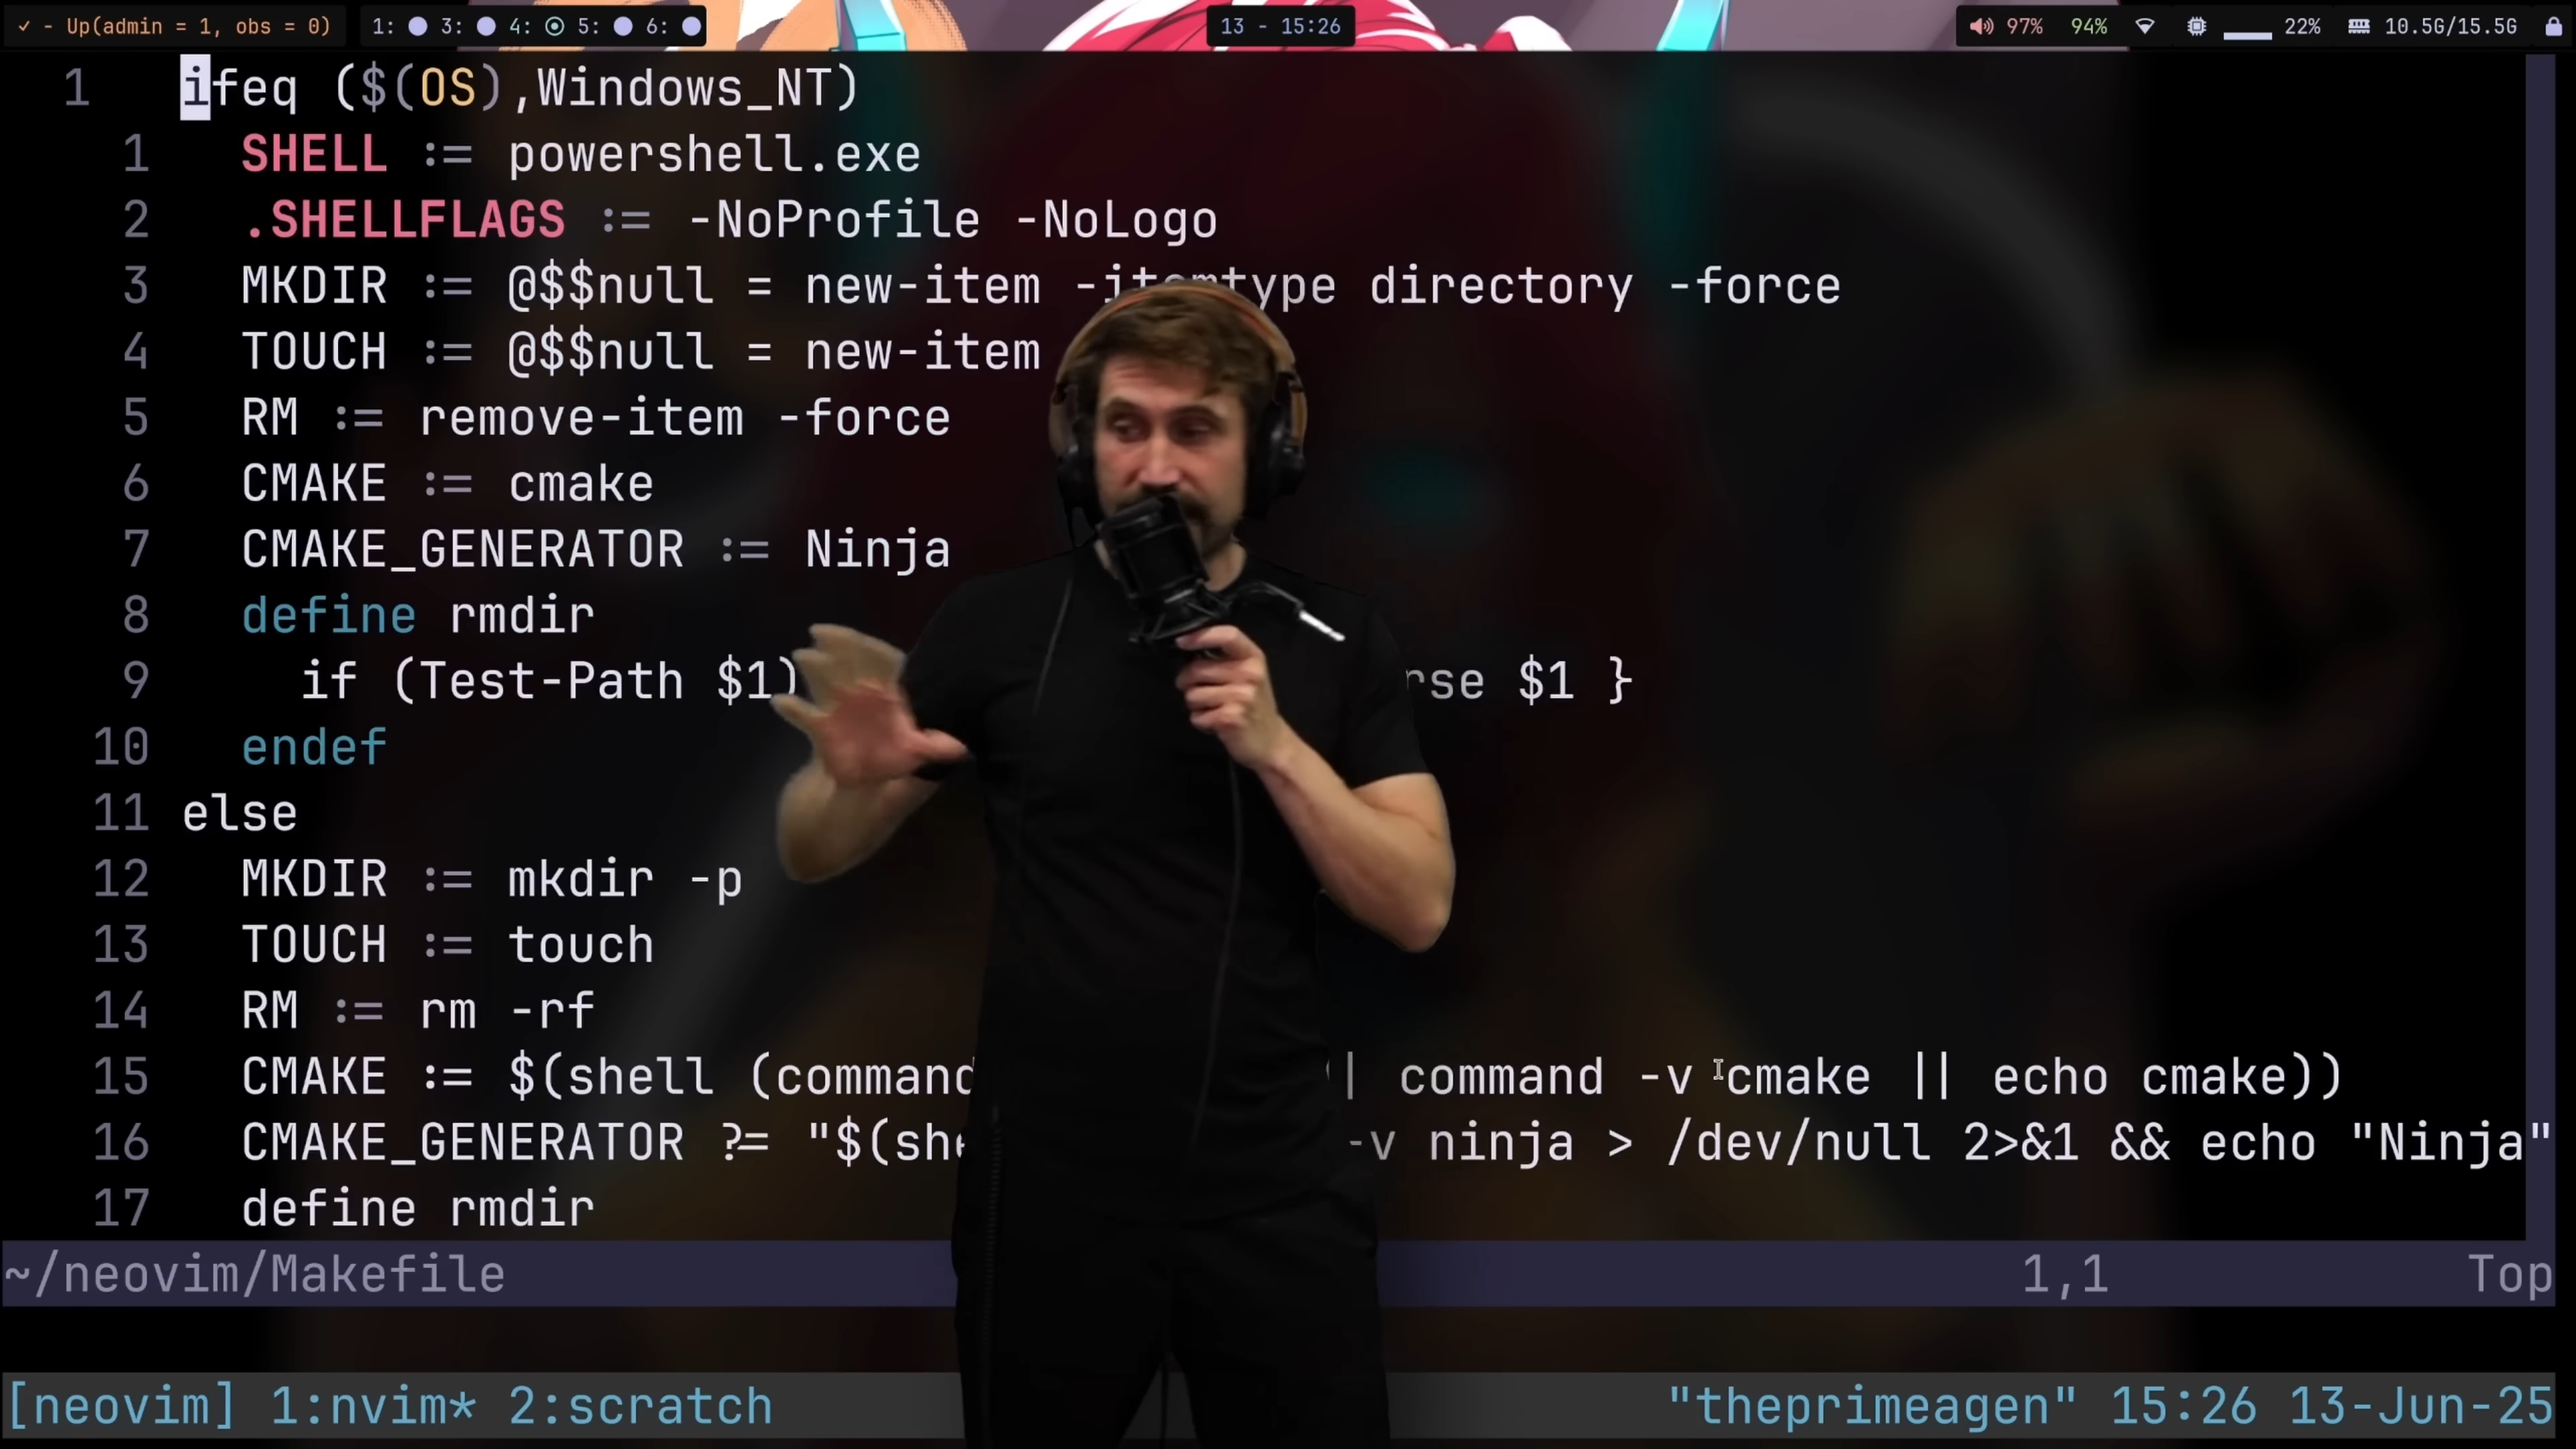 ✓ - Up(admin = 1, obs = 0)
1: 3: 4: 5: 6:
13 - 15:26
97% 94% 22% 10.5G/15.5G
1 ifeq ($(OS),Windows_NT)
1 SHELL := powershell.exe
2 .SHELLFLAGS := -NoProfile -NoLogo
3 MKDIR := @$$null = new-item -itemtype directory -force
4 TOUCH := @$$null = new-item
5 RM := remove-item -force
6 CMAKE := cmake
7 CMAKE_GENERATOR := Ninja
8 define rmdir
9 if (Test-Path $1) rse $1 }
10 endef
11 else
12 MKDIR := mkdir -p
13 TOUCH := touch
14 RM := rm -rf
15 CMAKE := $(shell (command | command -v cmake || echo cmake))
16 CMAKE_GENERATOR ?= "$(she -v ninja > /dev/null 2>&1 && echo "Ninja"
17 define rmdir
~/neovim/Makefile 1,1 Top
[neovim] 1:nvim* 2:scratch "theprimeagen" 15:26 13-Jun-25